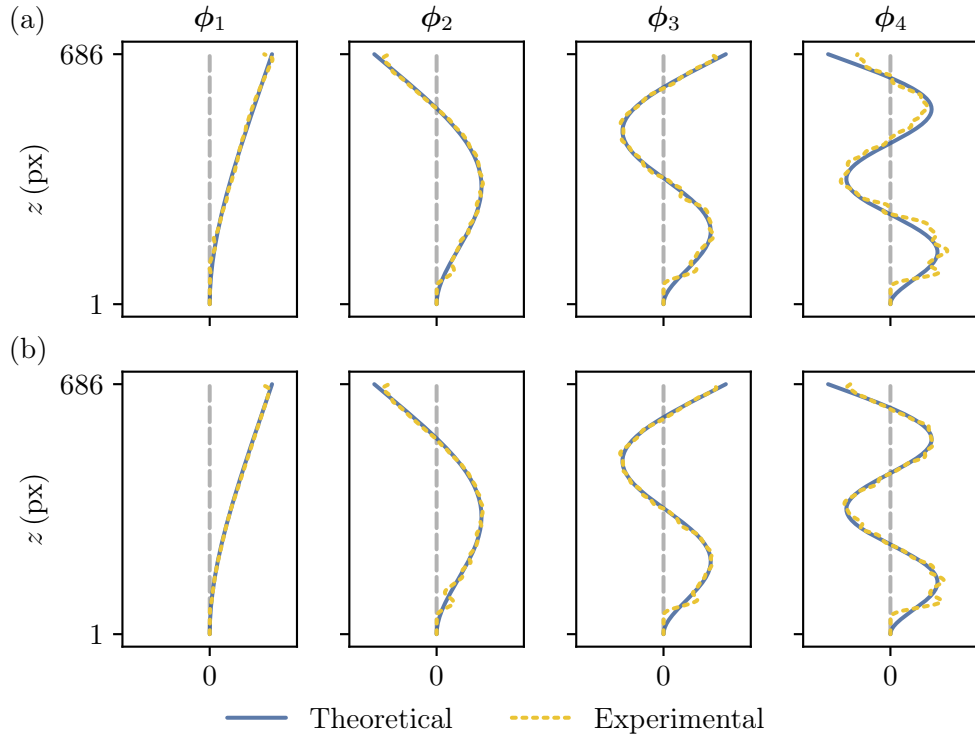 (a) ϕ₁ ϕ₂ ϕ₃ ϕ₄
686
z (px)
1
(b)
686
z (px)
1
0 0 0 0
Theoretical Experimental